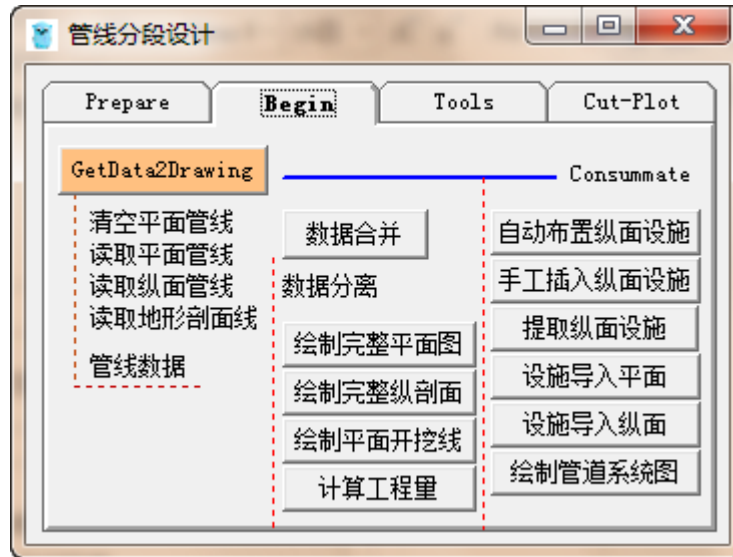 管线分段设计
Prepare
Begin
Tools
Cut-Plot
GetData2Drawing
Consummate
清空平面管线
读取平面管线
读取纵面管线
读取地形剖面线
管线数据
数据合并
数据分离
绘制完整平面图
绘制完整纵剖面
绘制平面开挖线
计算工程量
自动布置纵面设施
手工插入纵面设施
提取纵面设施
设施导入平面
设施导入纵面
绘制管道系统图